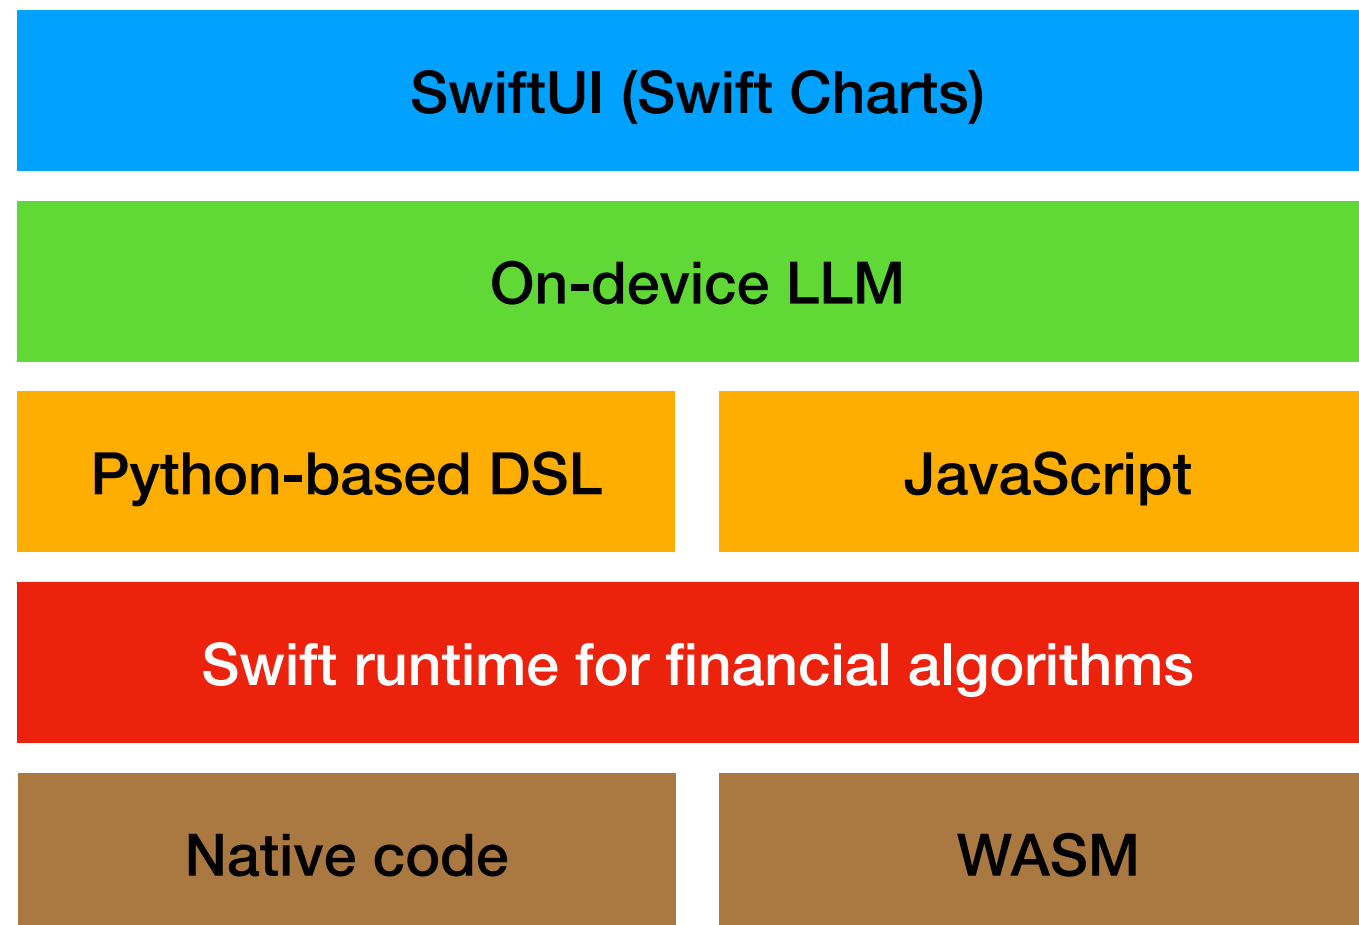 SwiftUI (Swift Charts)
On-device LLM
Python-based DSL
JavaScript
Swift runtime for financial algorithms
Native code
WASM